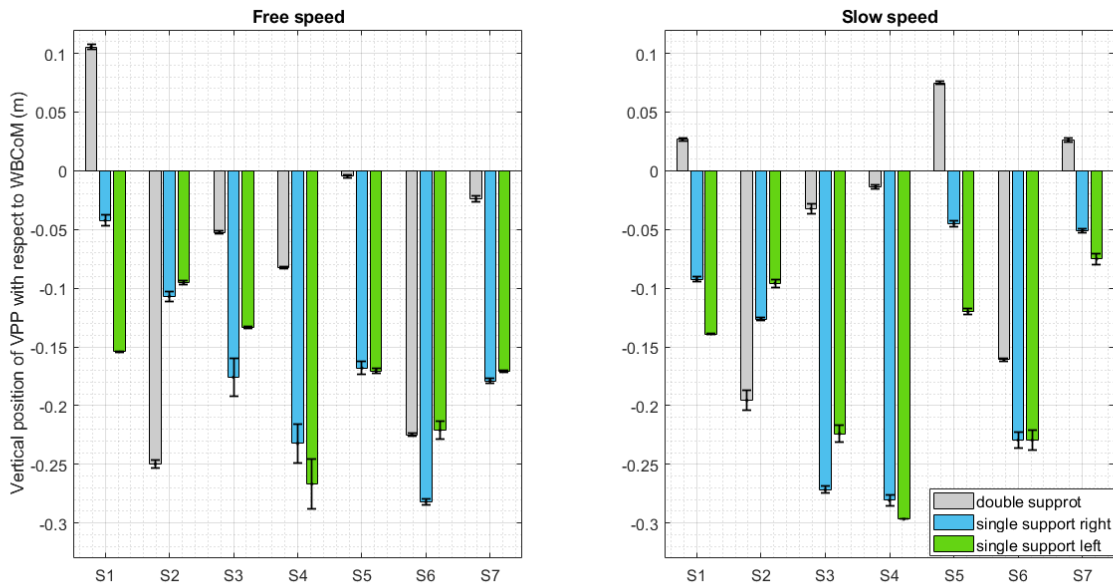 Free speed
Slow speed
Vertical position of VPP with respect to WBCoM (m)
0.1
0.05
0
-0.05
-0.1
-0.15
-0.2
-0.25
-0.3
S1 S2 S3 S4 S5 S6 S7
0.1
0.05
0
-0.05
-0.1
-0.15
-0.2
-0.25
-0.3
S1 S2 S3 S4 S5 S6 S7
double supprot
single support right
single support left